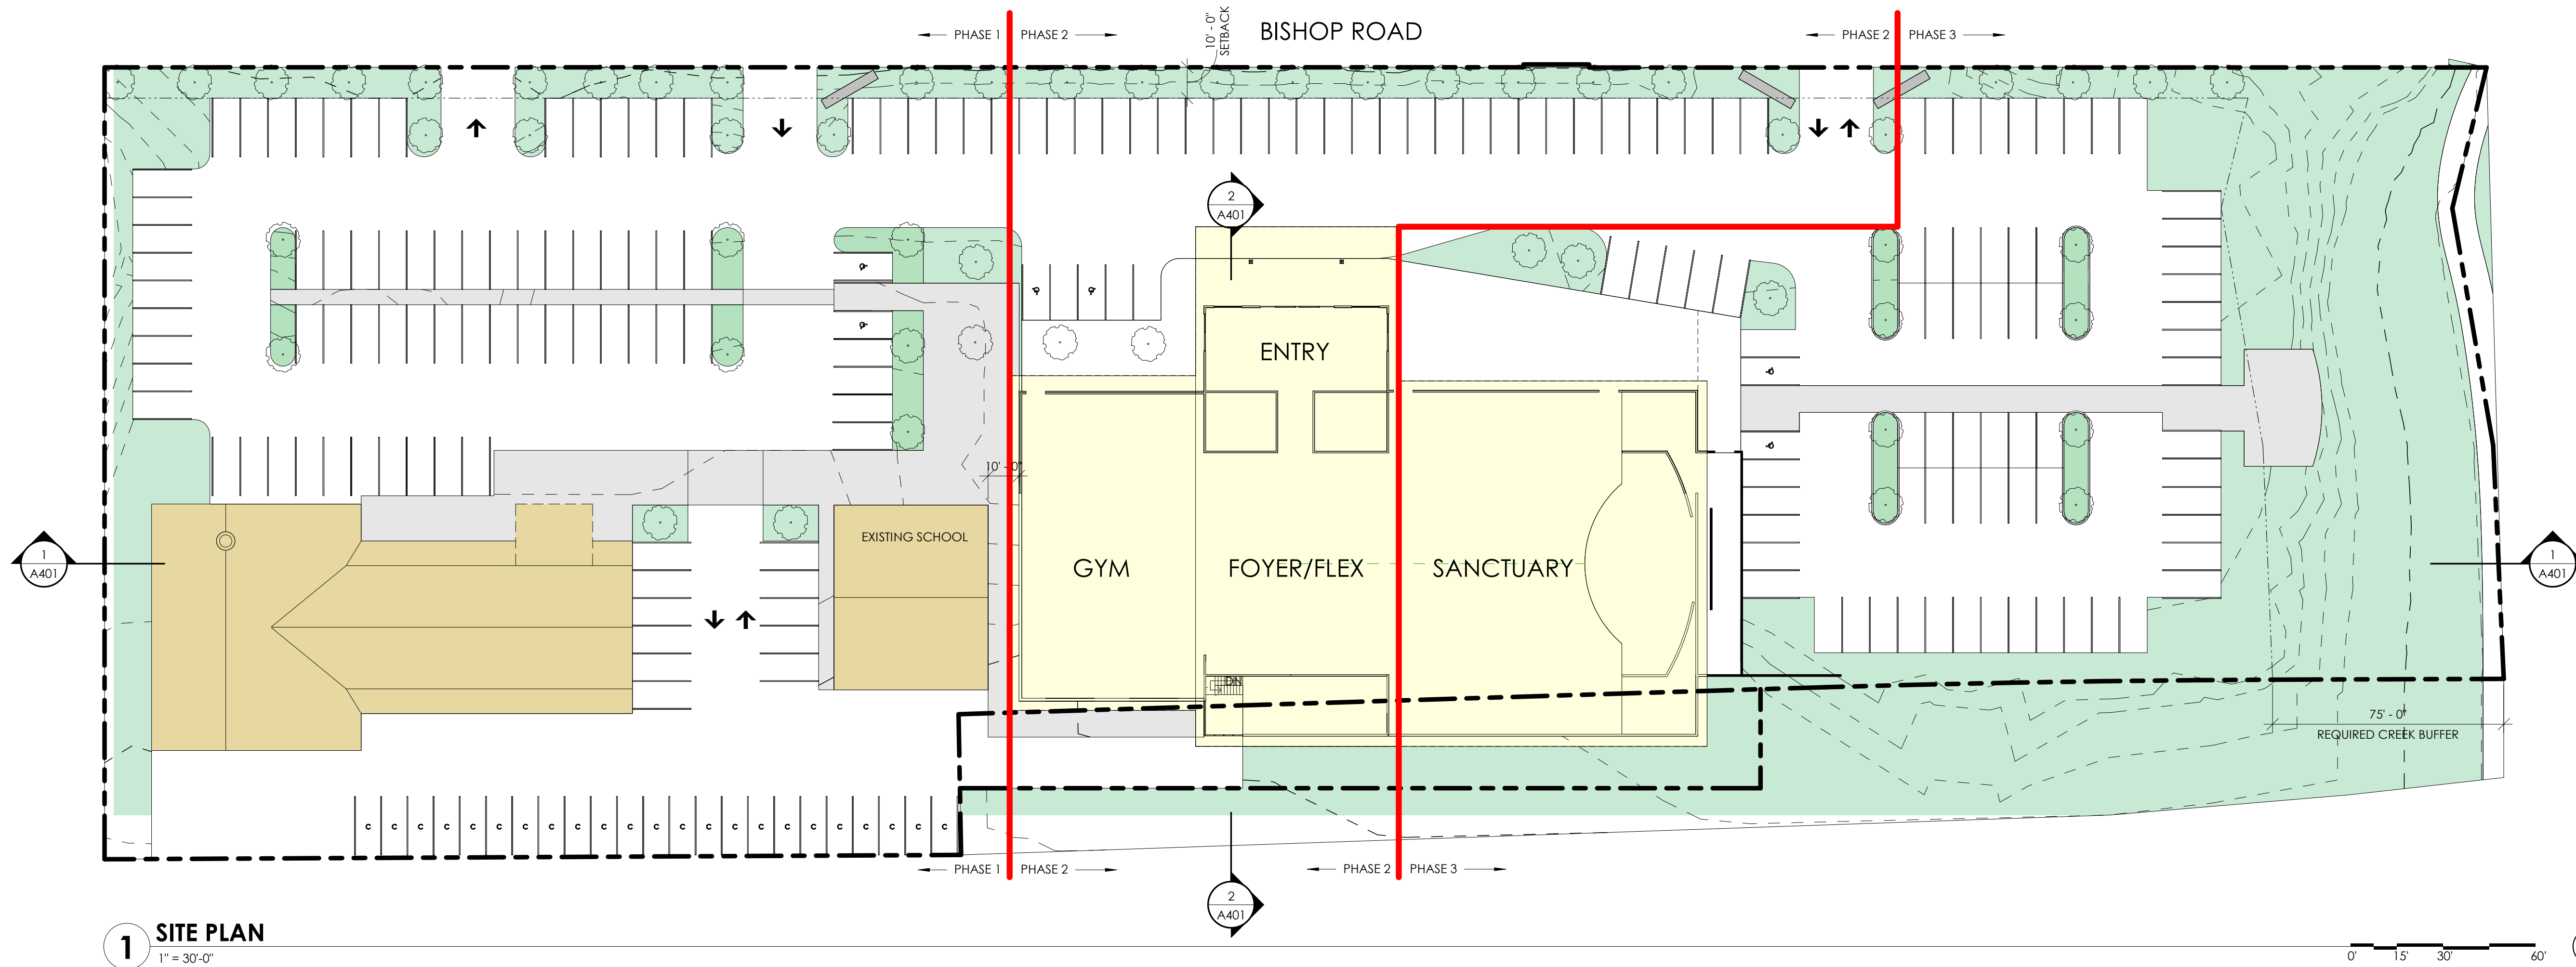 BISHOP ROAD
PHASE 1
PHASE 2
10' - 0"
SETBACK
PHASE 2
PHASE 3
2
A401
ENTRY
10' - 0"
EXISTING SCHOOL
GYM
FOYER/FLEX
SANCTUARY
1
A401
1
A401
DN
75' - 0"
REQUIRED CREEK BUFFER
C C C C C C C C C C C C C C C C C C C C C C C
PHASE 1
PHASE 2
PHASE 2
PHASE 3
2
A401
1
SITE PLAN
1" = 30'-0"
0' 15' 30' 60'